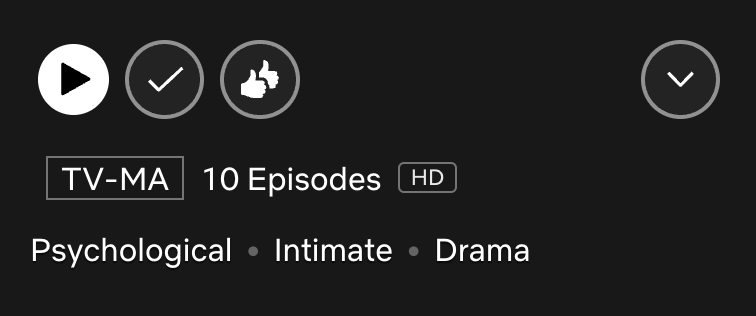 TV-MA 10 Episodes HD
Psychological • Intimate • Drama